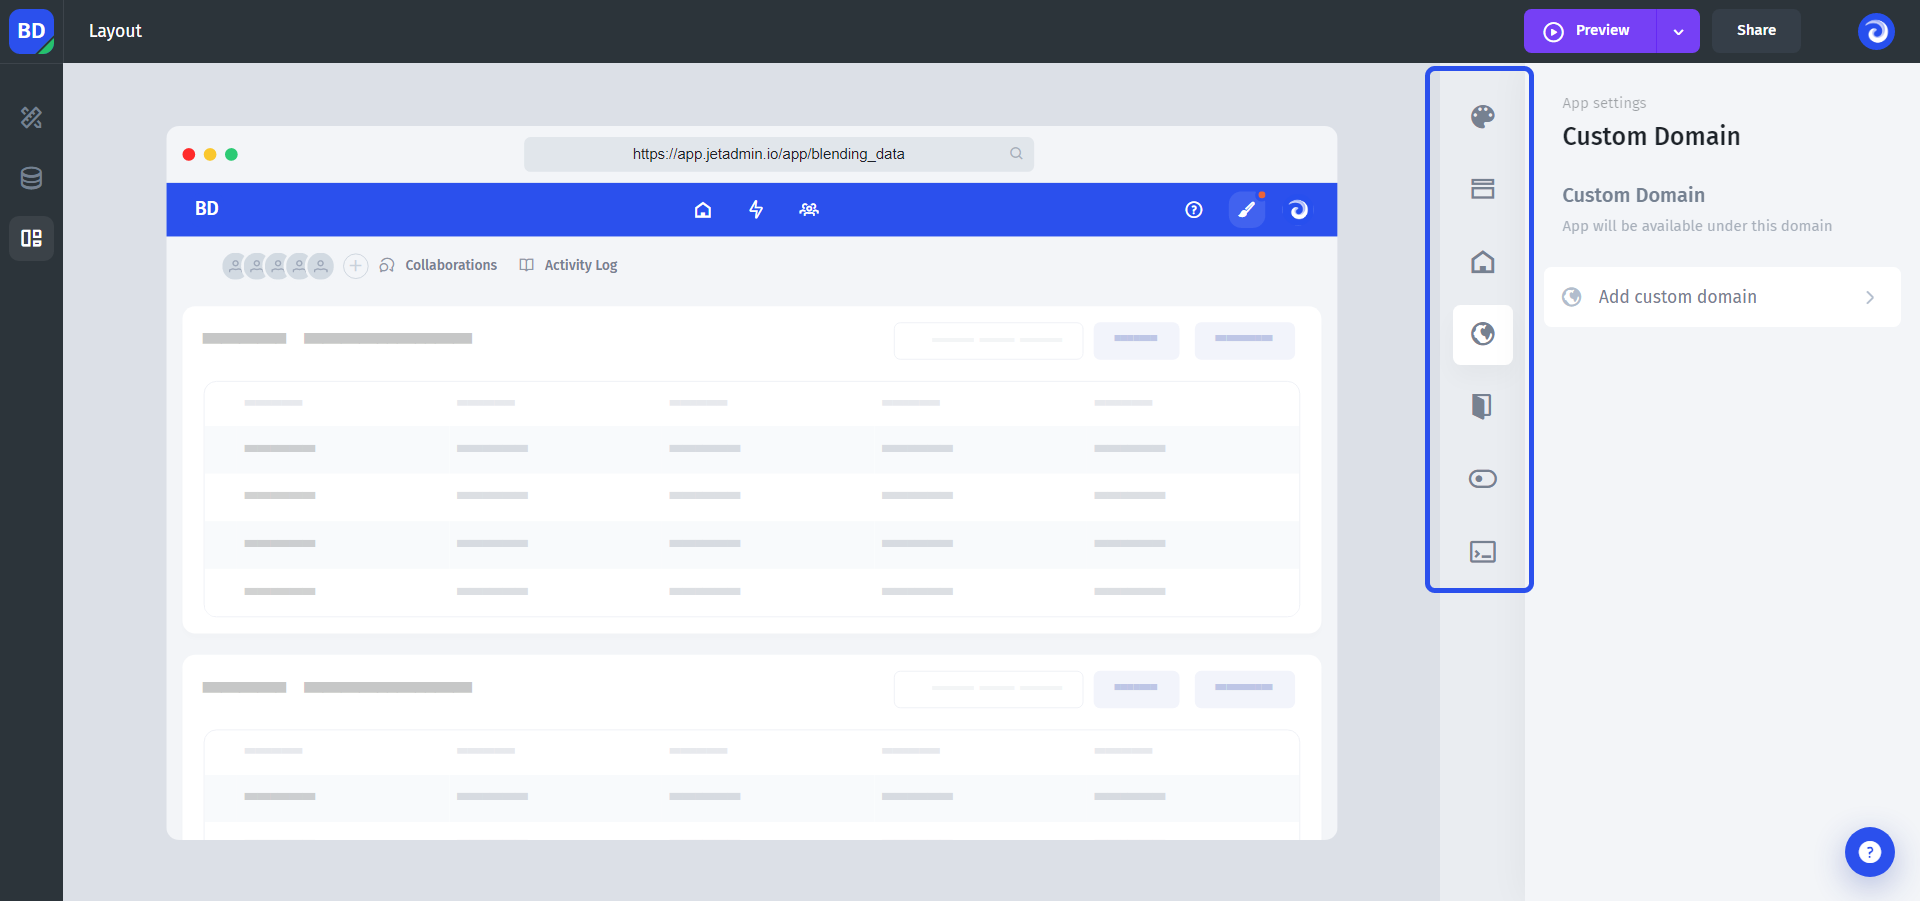 BD
Layout
Preview
Share
App settings
Custom Domain
Custom Domain
App will be available under this domain
Add custom domain
https://app.jetadmin.io/app/blending_data
BD
Collaborations
Activity Log